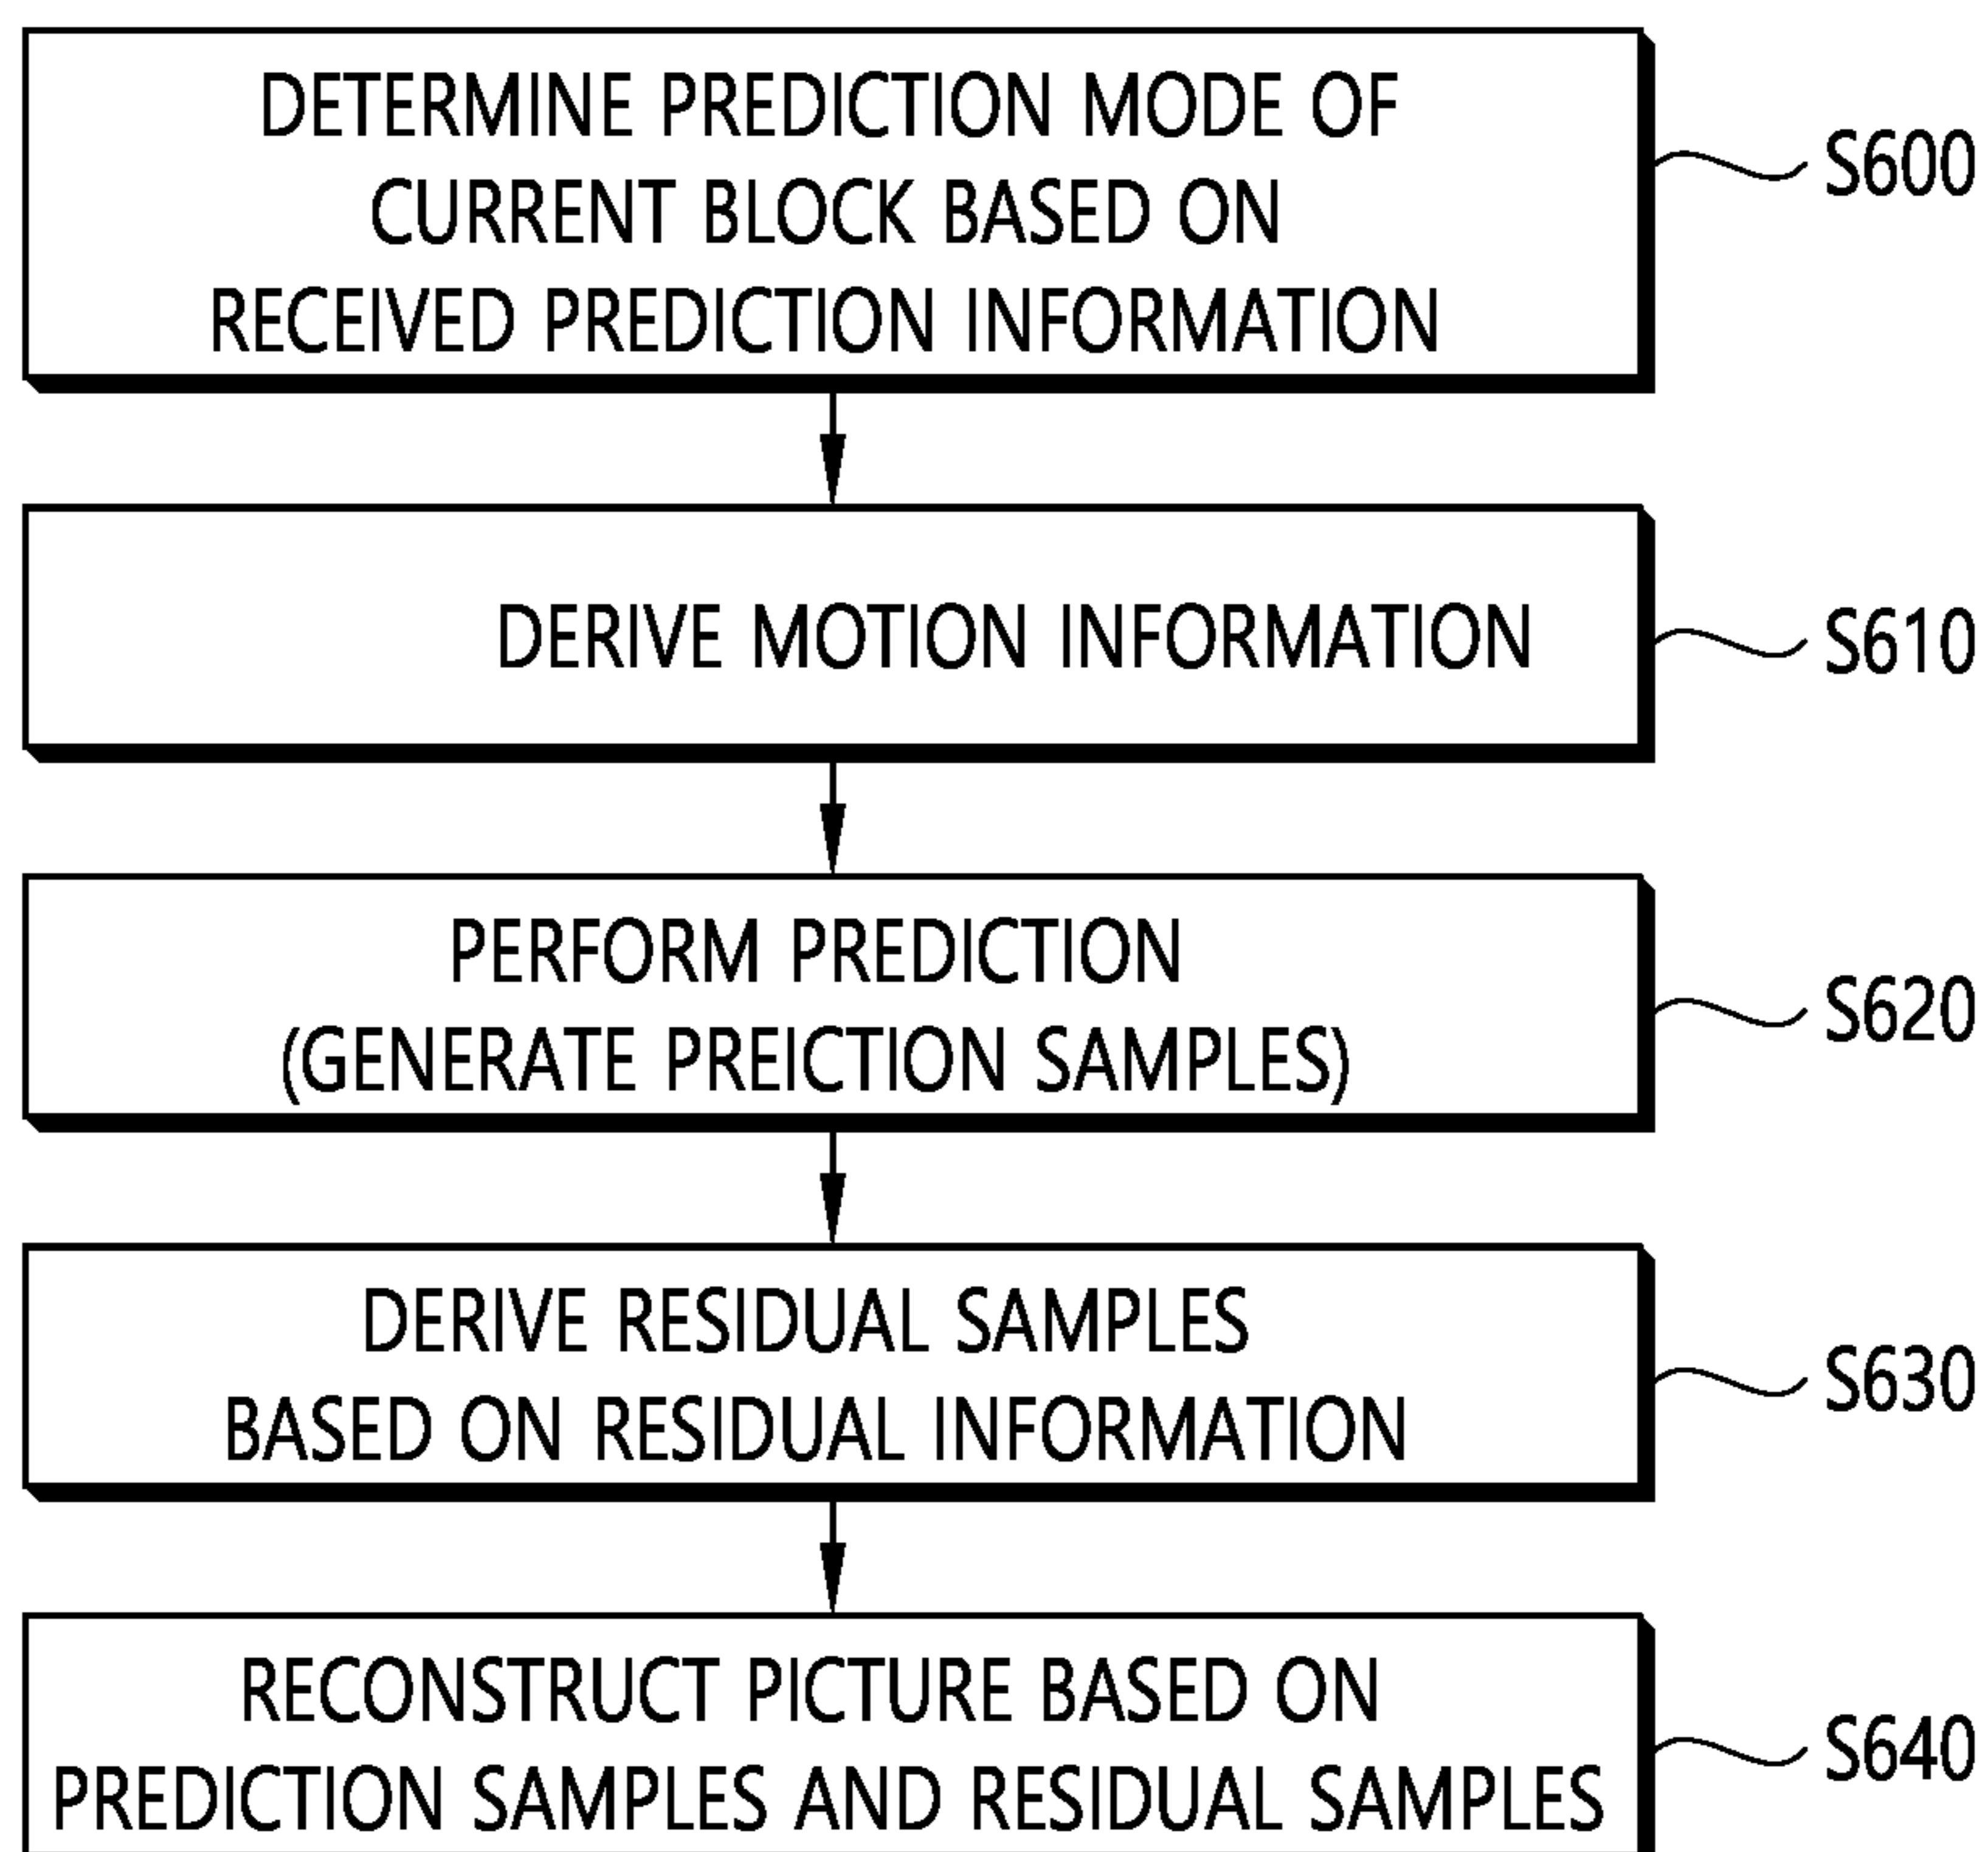 DETERMINE PREDICTION MODE OF
CURRENT BLOCK BASED ON
RECEIVED PREDICTION INFORMATION
S600
DERIVE MOTION INFORMATION
S610
PERFORM PREDICTION
(GENERATE PREICTION SAMPLES)
S620
DERIVE RESIDUAL SAMPLES
BASED ON RESIDUAL INFORMATION
S630
RECONSTRUCT PICTURE BASED ON
PREDICTION SAMPLES AND RESIDUAL SAMPLES
S640